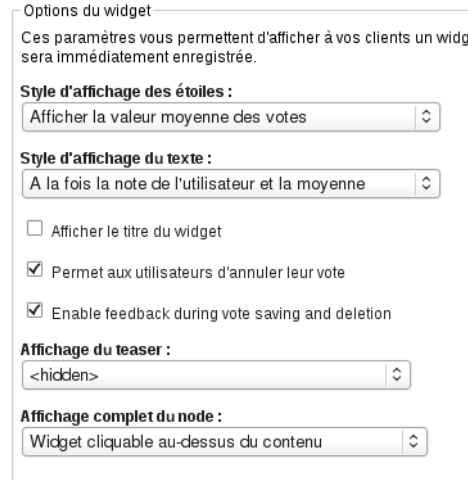 Options du widget
Ces paramètres vous permettent d'afficher à vos clients un
sera immédiatement enregistrée.
Style d'affichage des étoiles :
Afficher la valeur moyenne des votes
Style d'affichage du texte :
A la fois la note de l'utilisateur et la moyenne
Afficher le titre du widget
Permet aux utilisateurs d'annuler leur vote
Enable feedback during vote saving and deletion
Affichage du teaser :
<hidden>
Affichage complet du node :
Widget cliquable au-dessus du contenu